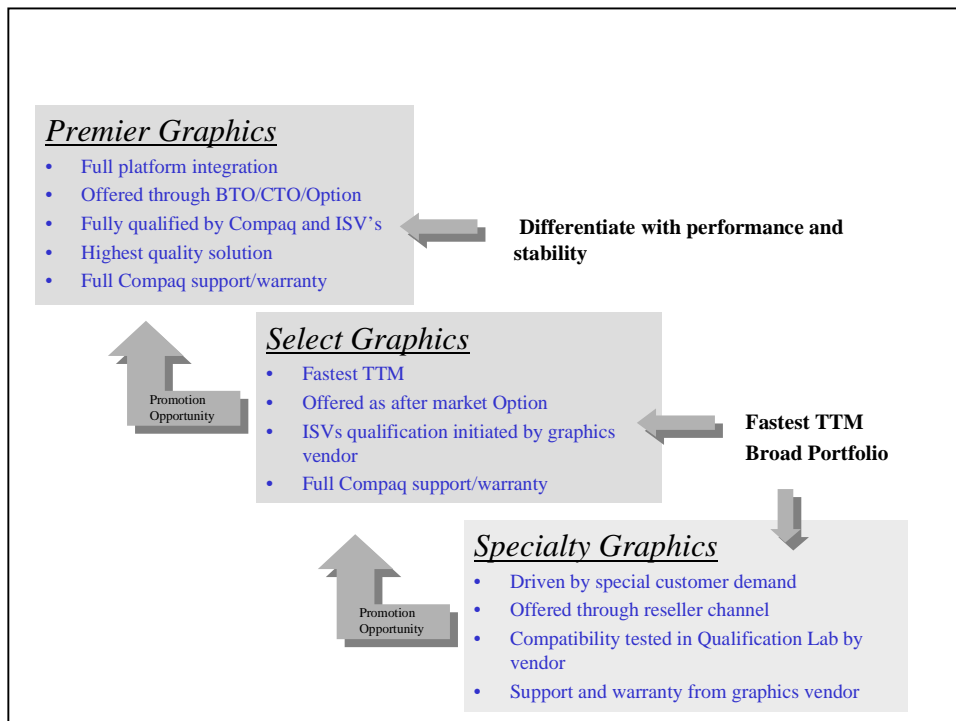 Premier Graphics
• Full platform integration
• Offered through BTO/CTO/Option
• Fully qualified by Compaq and ISV's
• Highest quality solution
• Full Compaq support/warranty
Differentiate with performance and
stability
Promotion
Opportunity
Select Graphics
• Fastest TTM
• Offered as after market Option
• ISVs qualification initiated by graphics
vendor
• Full Compaq support/warranty
Fastest TTM
Broad Portfolio
Promotion
Opportunity
Specialty Graphics
• Driven by special customer demand
• Offered through reseller channel
• Compatibility tested in Qualification Lab by
vendor
• Support and warranty from graphics vendor